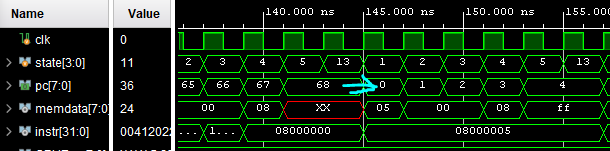 Name Value 140.000 ns 145.000 ns 150.000 ns 155.000
clk 0
state[3:0] 11 2 3 4 5 13 1 2 3 4 5 13
pc[7:0] 36 65 66 67 68 0 1 2 3 4
memdata[7:0] 24 00 08 XX 05 00 08 ff
instr[31:0] 00412022 ... 1... 08000000 08000005